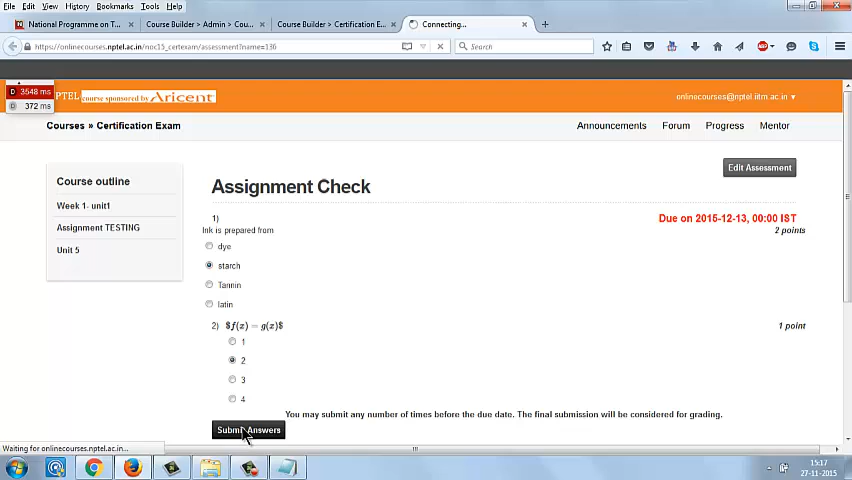 File Edit View History Bookmarks Tools Help
National Programme on T...
Course Builder > Admin > Cou...
Course Builder > Certification E...
Connecting...
https://onlinecourses.nptel.ac.in/noc15_certexam/assessment?name=136
Search
3548 ms
372 ms
NPTEL course sponsored by Aricent
onlinecourses@nptel.iitm.ac.in
Courses » Certification Exam
Announcements Forum Progress Mentor
Course outline
Week 1- unit1
Assignment TESTING
Unit 5
Edit Assessment
Assignment Check
1)
Due on 2015-12-13, 00:00 IST
Ink is prepared from
2 points
dye
starch
Tannin
latin
2) $f(x) = g(x)$
1 point
1
2
3
4
You may submit any number of times before the due date. The final submission will be considered for grading.
Submit Answers
Waiting for onlinecourses.nptel.ac.in...
15:17
27-11-2015